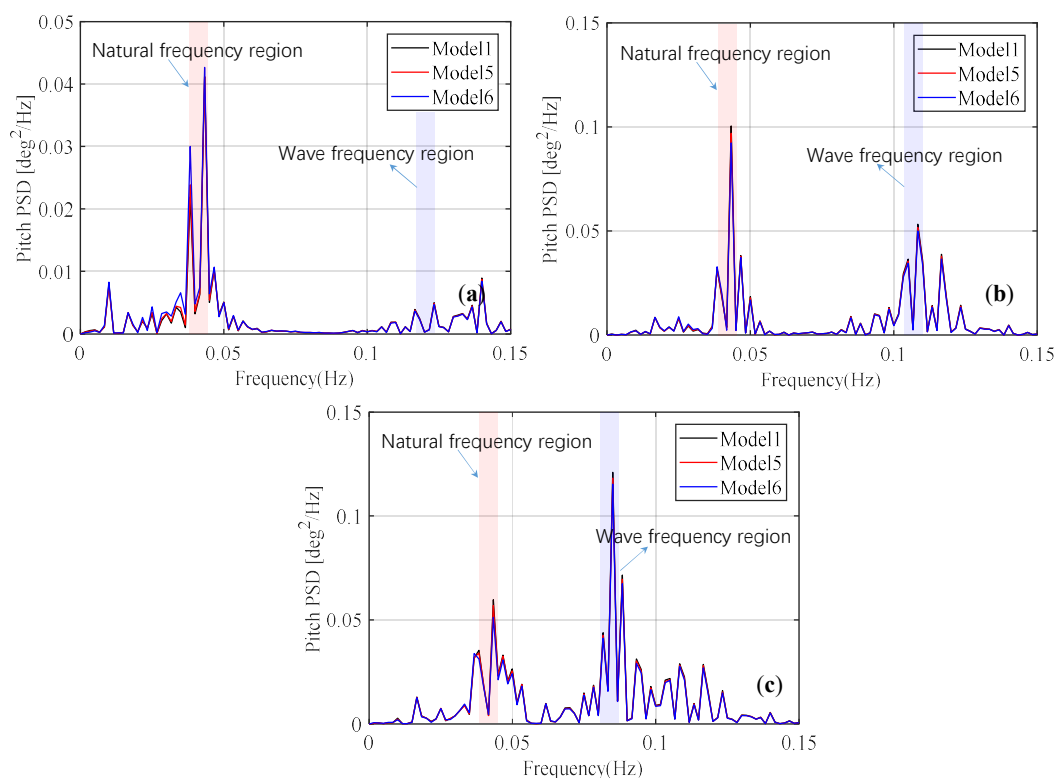 0.05
0.04
0.03
0.02
0.01
0
0
0.05
0.1
0.15
Pitch PSD [deg²/Hz]
Frequency(Hz)
Natural frequency region
Wave frequency region
Model1
Model5
Model6
(a)
0.15
0.1
0.05
0
0
0.05
0.1
0.15
Pitch PSD [deg²/Hz]
Frequency(Hz)
Natural frequency region
Wave frequency region
Model1
Model5
Model6
(b)
0.15
0.1
0.05
0
0
0.05
0.1
0.15
Pitch PSD [deg²/Hz]
Frequency(Hz)
Natural frequency region
Wave frequency region
Model1
Model5
Model6
(c)